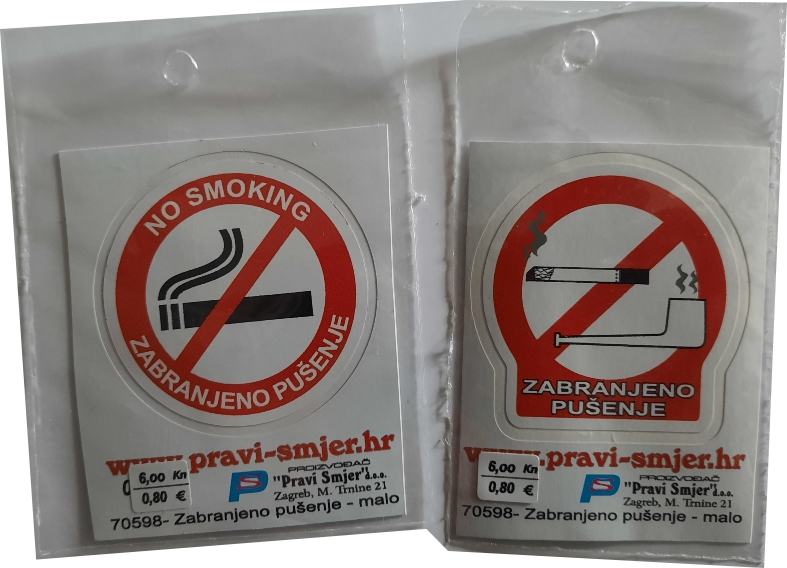 NO SMOKING
ZABRANJENO PUŠENJE
www.pravi-smjer.hr
6,00 Kn
0,80 €
PROIZVOĐAČ
"Pravi Smjer" d.o.o.
Zagreb, M. Trnine 21
70598- Zabranjeno pušenje - malo
ZABRANJENO
PUŠENJE
www.pravi-smjer.hr
6,00 Kn
0,80 €
PROIZVOĐAČ
"Pravi Smjer" d.o.o.
Zagreb, M. Trnine 21
70598- Zabranjeno pušenje - malo